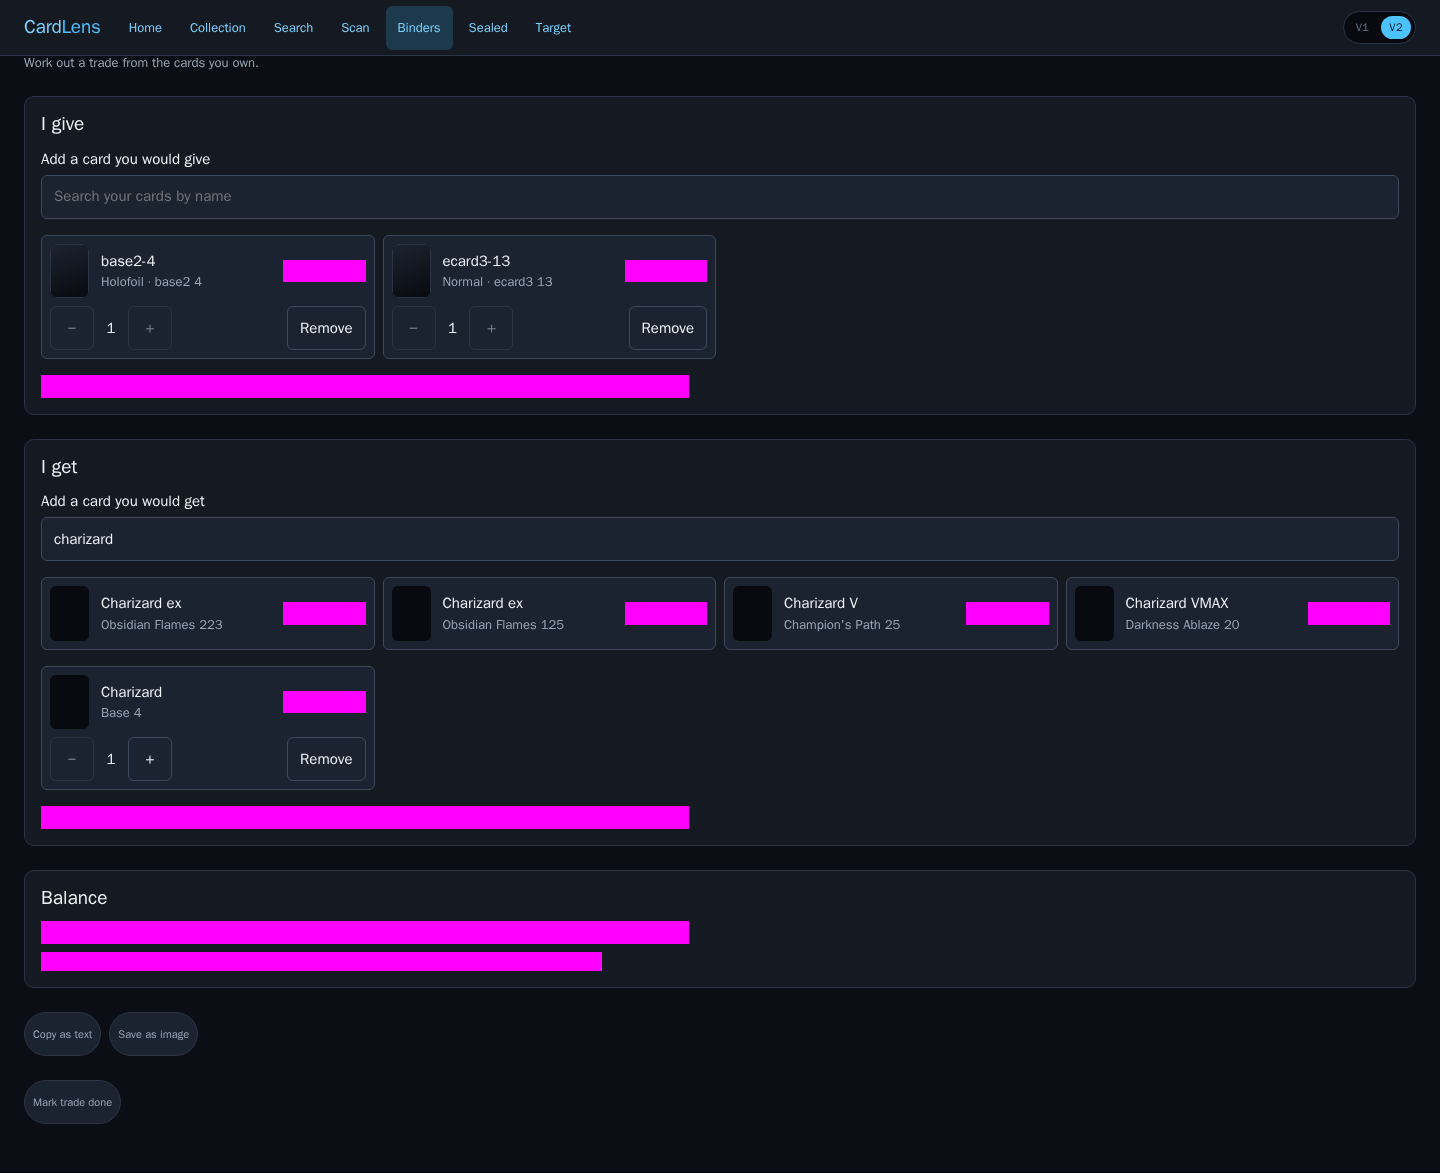 CardLens Home Collection Search Scan Binders Sealed Target V1 V2
Work out a trade from the cards you own.
I give
Add a card you would give
Search your cards by name
base2-4
Holofoil · base2 4
− 1 + Remove
ecard3-13
Normal · ecard3 13
− 1 + Remove
I get
Add a card you would get
charizard
Charizard ex
Obsidian Flames 223
Charizard ex
Obsidian Flames 125
Charizard V
Champion's Path 25
Charizard VMAX
Darkness Ablaze 20
Charizard
Base 4
− 1 + Remove
Balance
Copy as text Save as image
Mark trade done